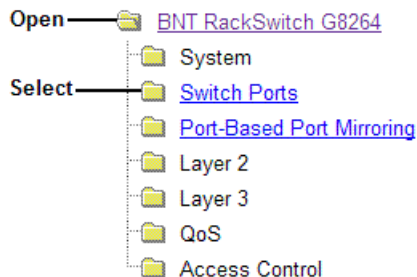 Open BNT RackSwitch G8264
System
Select Switch Ports
Port-Based Port Mirroring
Layer 2
Layer 3
QoS
Access Control